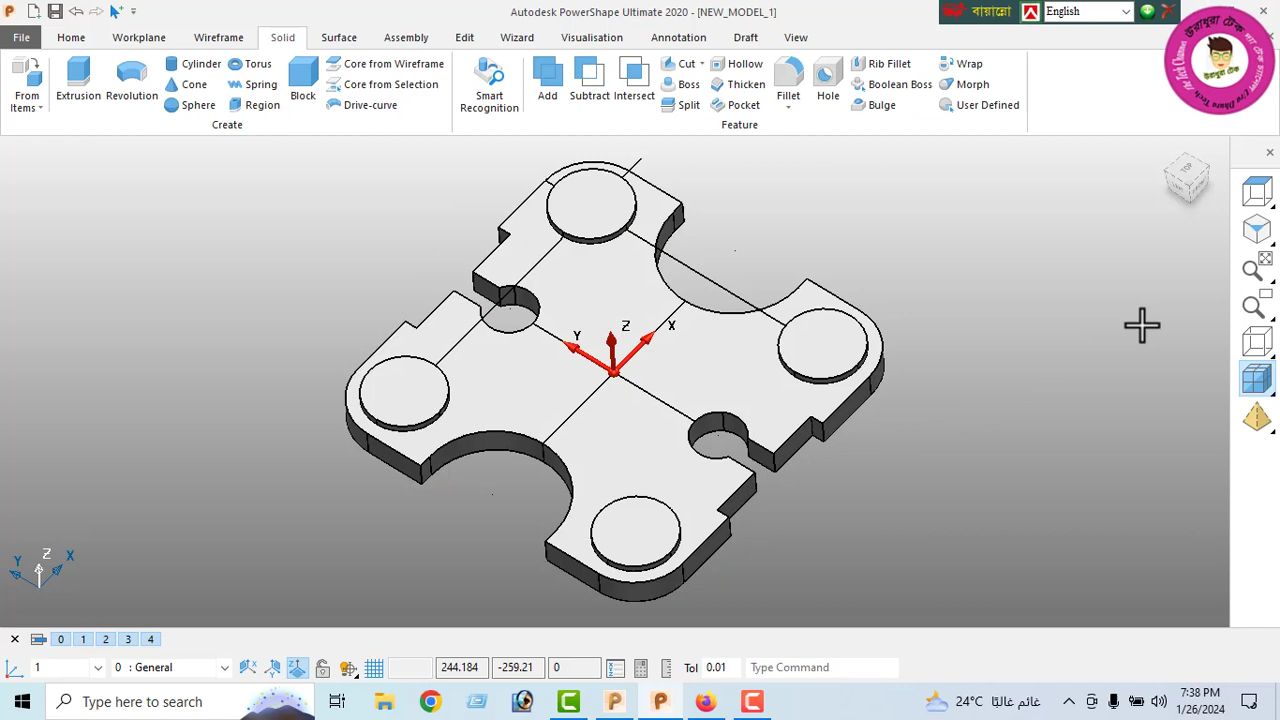 Autodesk PowerShape Ultimate 2020 - [NEW_MODEL_1]
বায়ান্নো
English
File Home Workplane Wireframe Solid Surface Assembly Edit Visualisation Annotation Draft View
From Items
Extrusion
Revolution
Cylinder
Cone
Sphere
Torus
Spring
Region
Block
Core from Wireframe
Core from Selection
Drive-curve
Create
Smart Recognition
Add
Subtract
Intersect
Cut
Boss
Split
Hollow
Thicken
Pocket
Fillet
Hole
Rib Fillet
Boolean Boss
Bulge
Wrap
Morph
User Defined
Feature
TOP
Z
X
Y
Z
Y
X
0 1 2 3 4
1
0 : General
244.184
-259.21
0
Tol
0.01
Type Command
Type here to search
24°C
غائم غالبًا
7:38 PM
1/26/2024